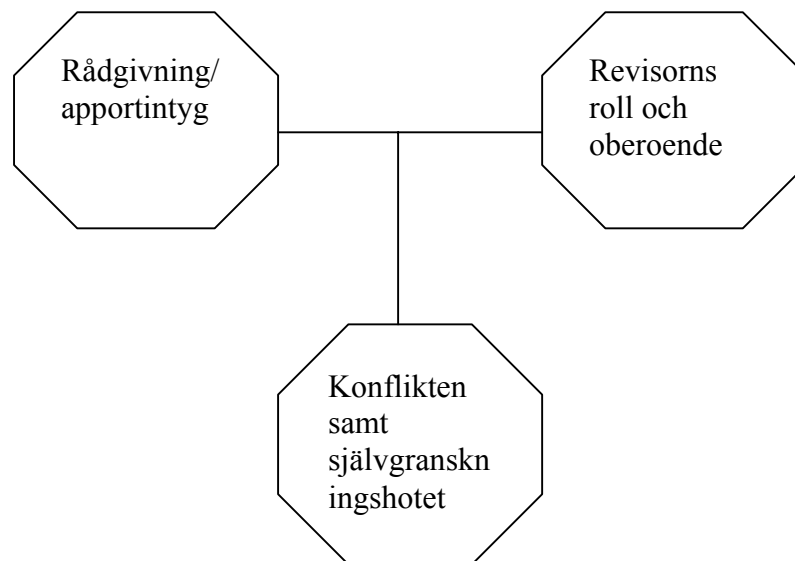 Rådgivning/
apportintyg
Revisorns
roll och
oberoende
Konflikten
samt
självgranskn
ingshotet